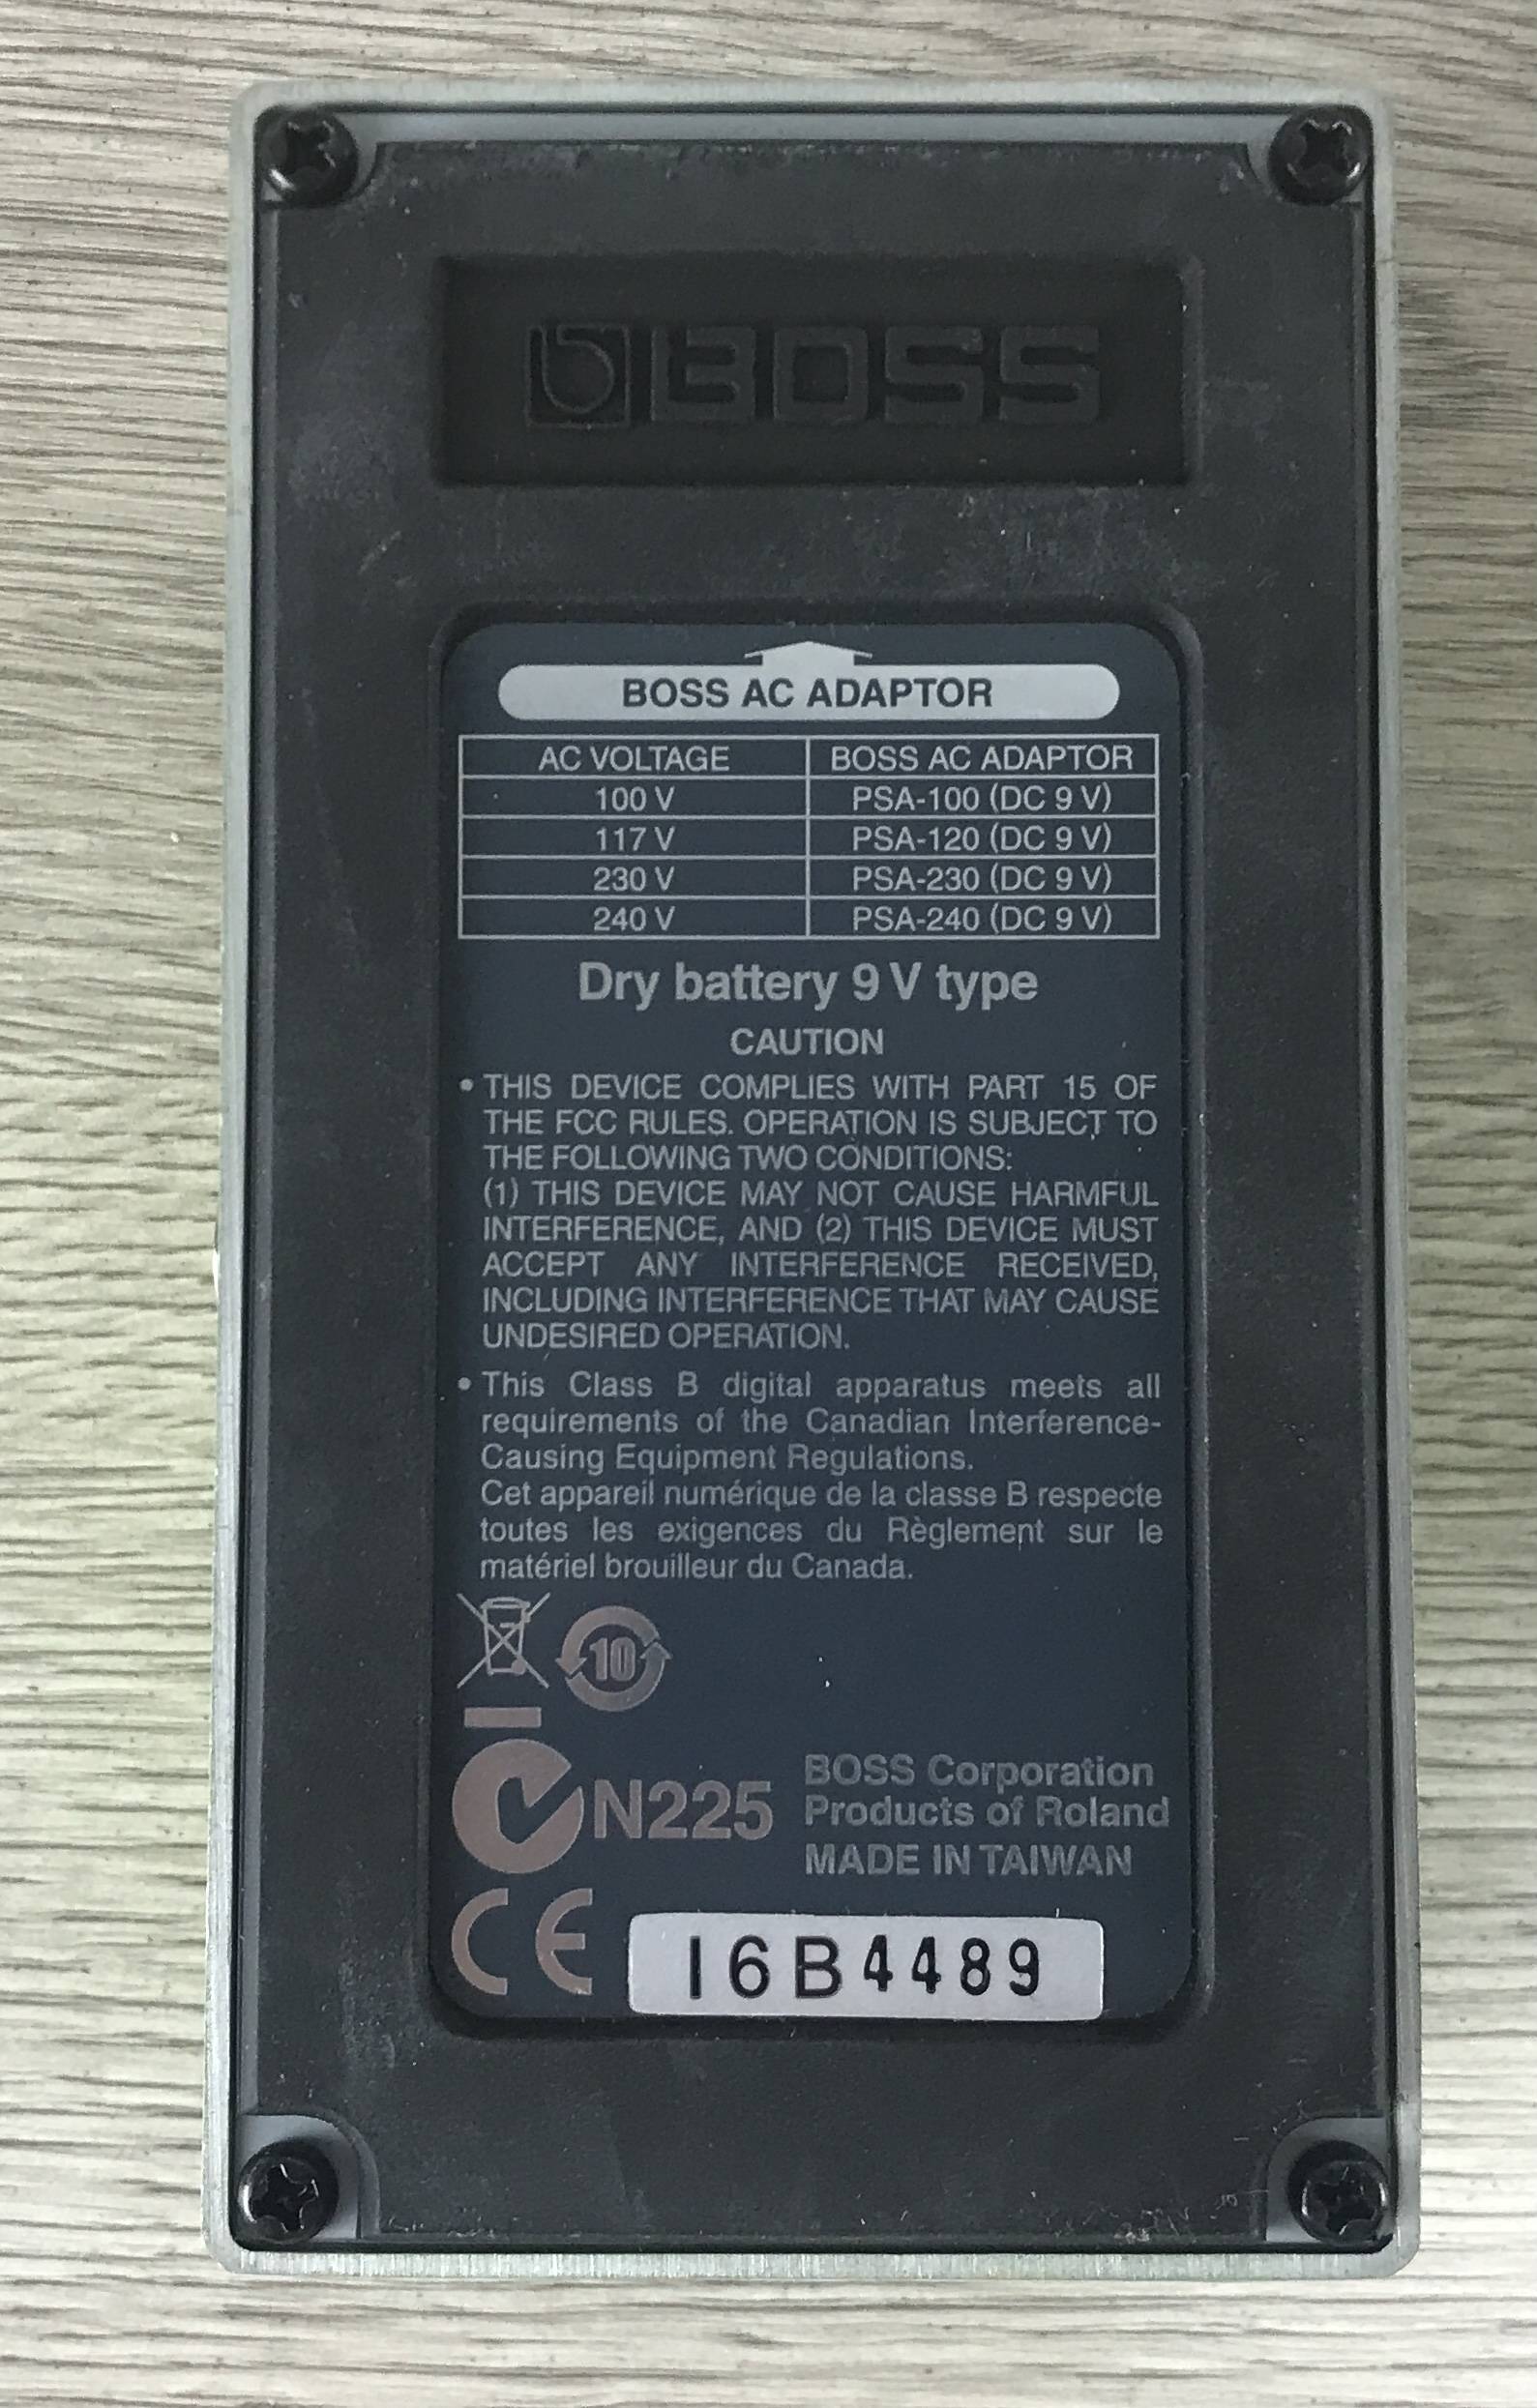 BOSS
BOSS AC ADAPTOR
AC VOLTAGE BOSS AC ADAPTOR
100 V PSA-100 (DC 9 V)
117 V PSA-120 (DC 9 V)
230 V PSA-230 (DC 9 V)
240 V PSA-240 (DC 9 V)
Dry battery 9 V type
CAUTION
• THIS DEVICE COMPLIES WITH PART 15 OF
THE FCC RULES. OPERATION IS SUBJECT TO
THE FOLLOWING TWO CONDITIONS:
(1) THIS DEVICE MAY NOT CAUSE HARMFUL
INTERFERENCE, AND (2) THIS DEVICE MUST
ACCEPT ANY INTERFERENCE RECEIVED,
INCLUDING INTERFERENCE THAT MAY CAUSE
UNDESIRED OPERATION.
• This Class B digital apparatus meets all
requirements of the Canadian Interference-
Causing Equipment Regulations.
Cet appareil numérique de la classe B respecte
toutes les exigences du Règlement sur le
matériel brouilleur du Canada.
10
N225
BOSS Corporation
Products of Roland
MADE IN TAIWAN
CE
I6B4489